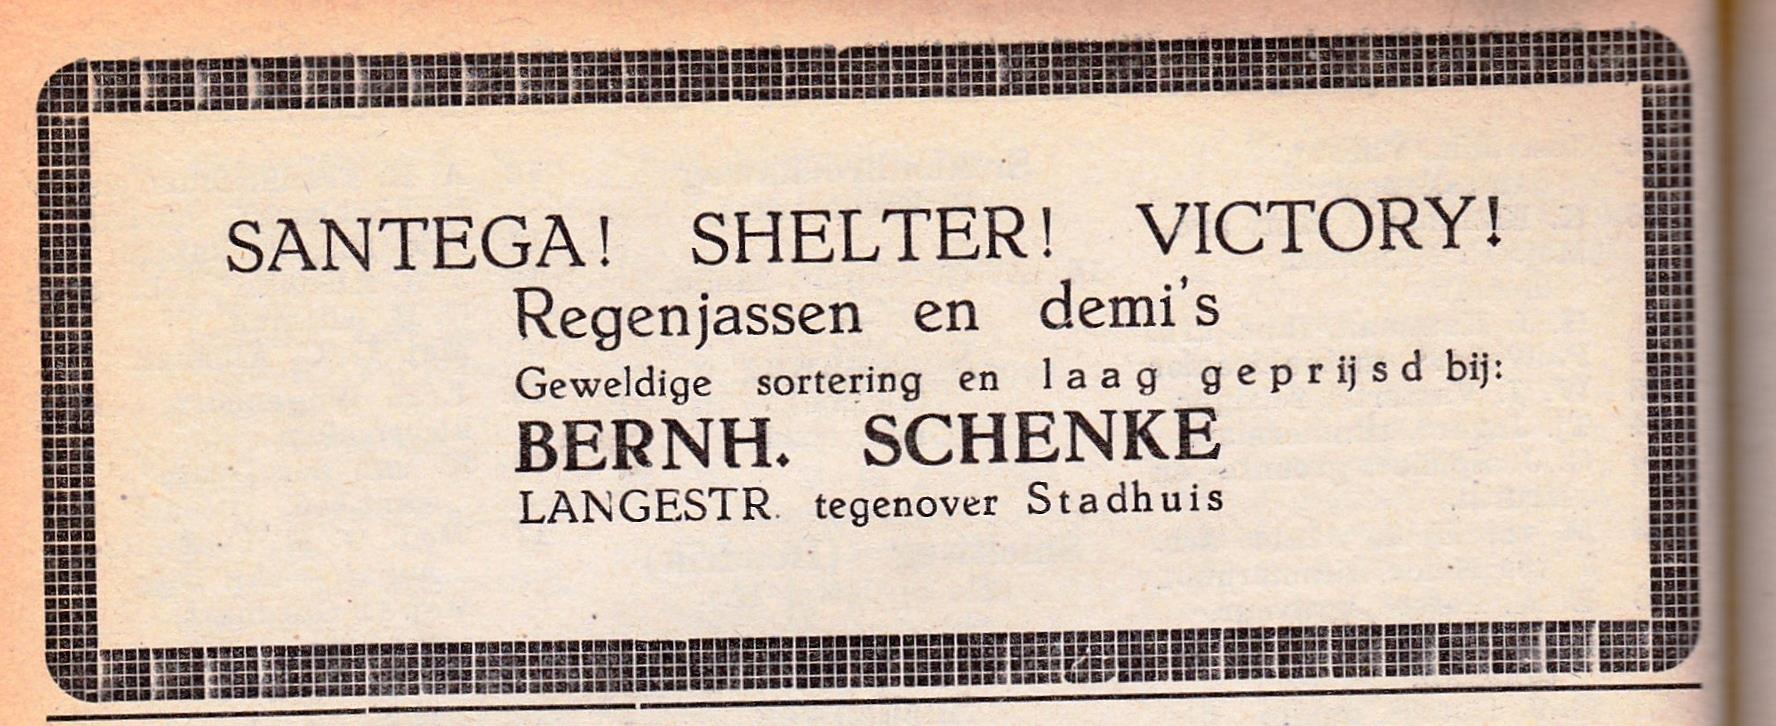 SANTEGA! SHELTER! VICTORY!
Regenjassen en demi's
Geweldige sortering en laag geprijsd bij:
BERNH. SCHENKE
LANGESTR. tegenover Stadhuis